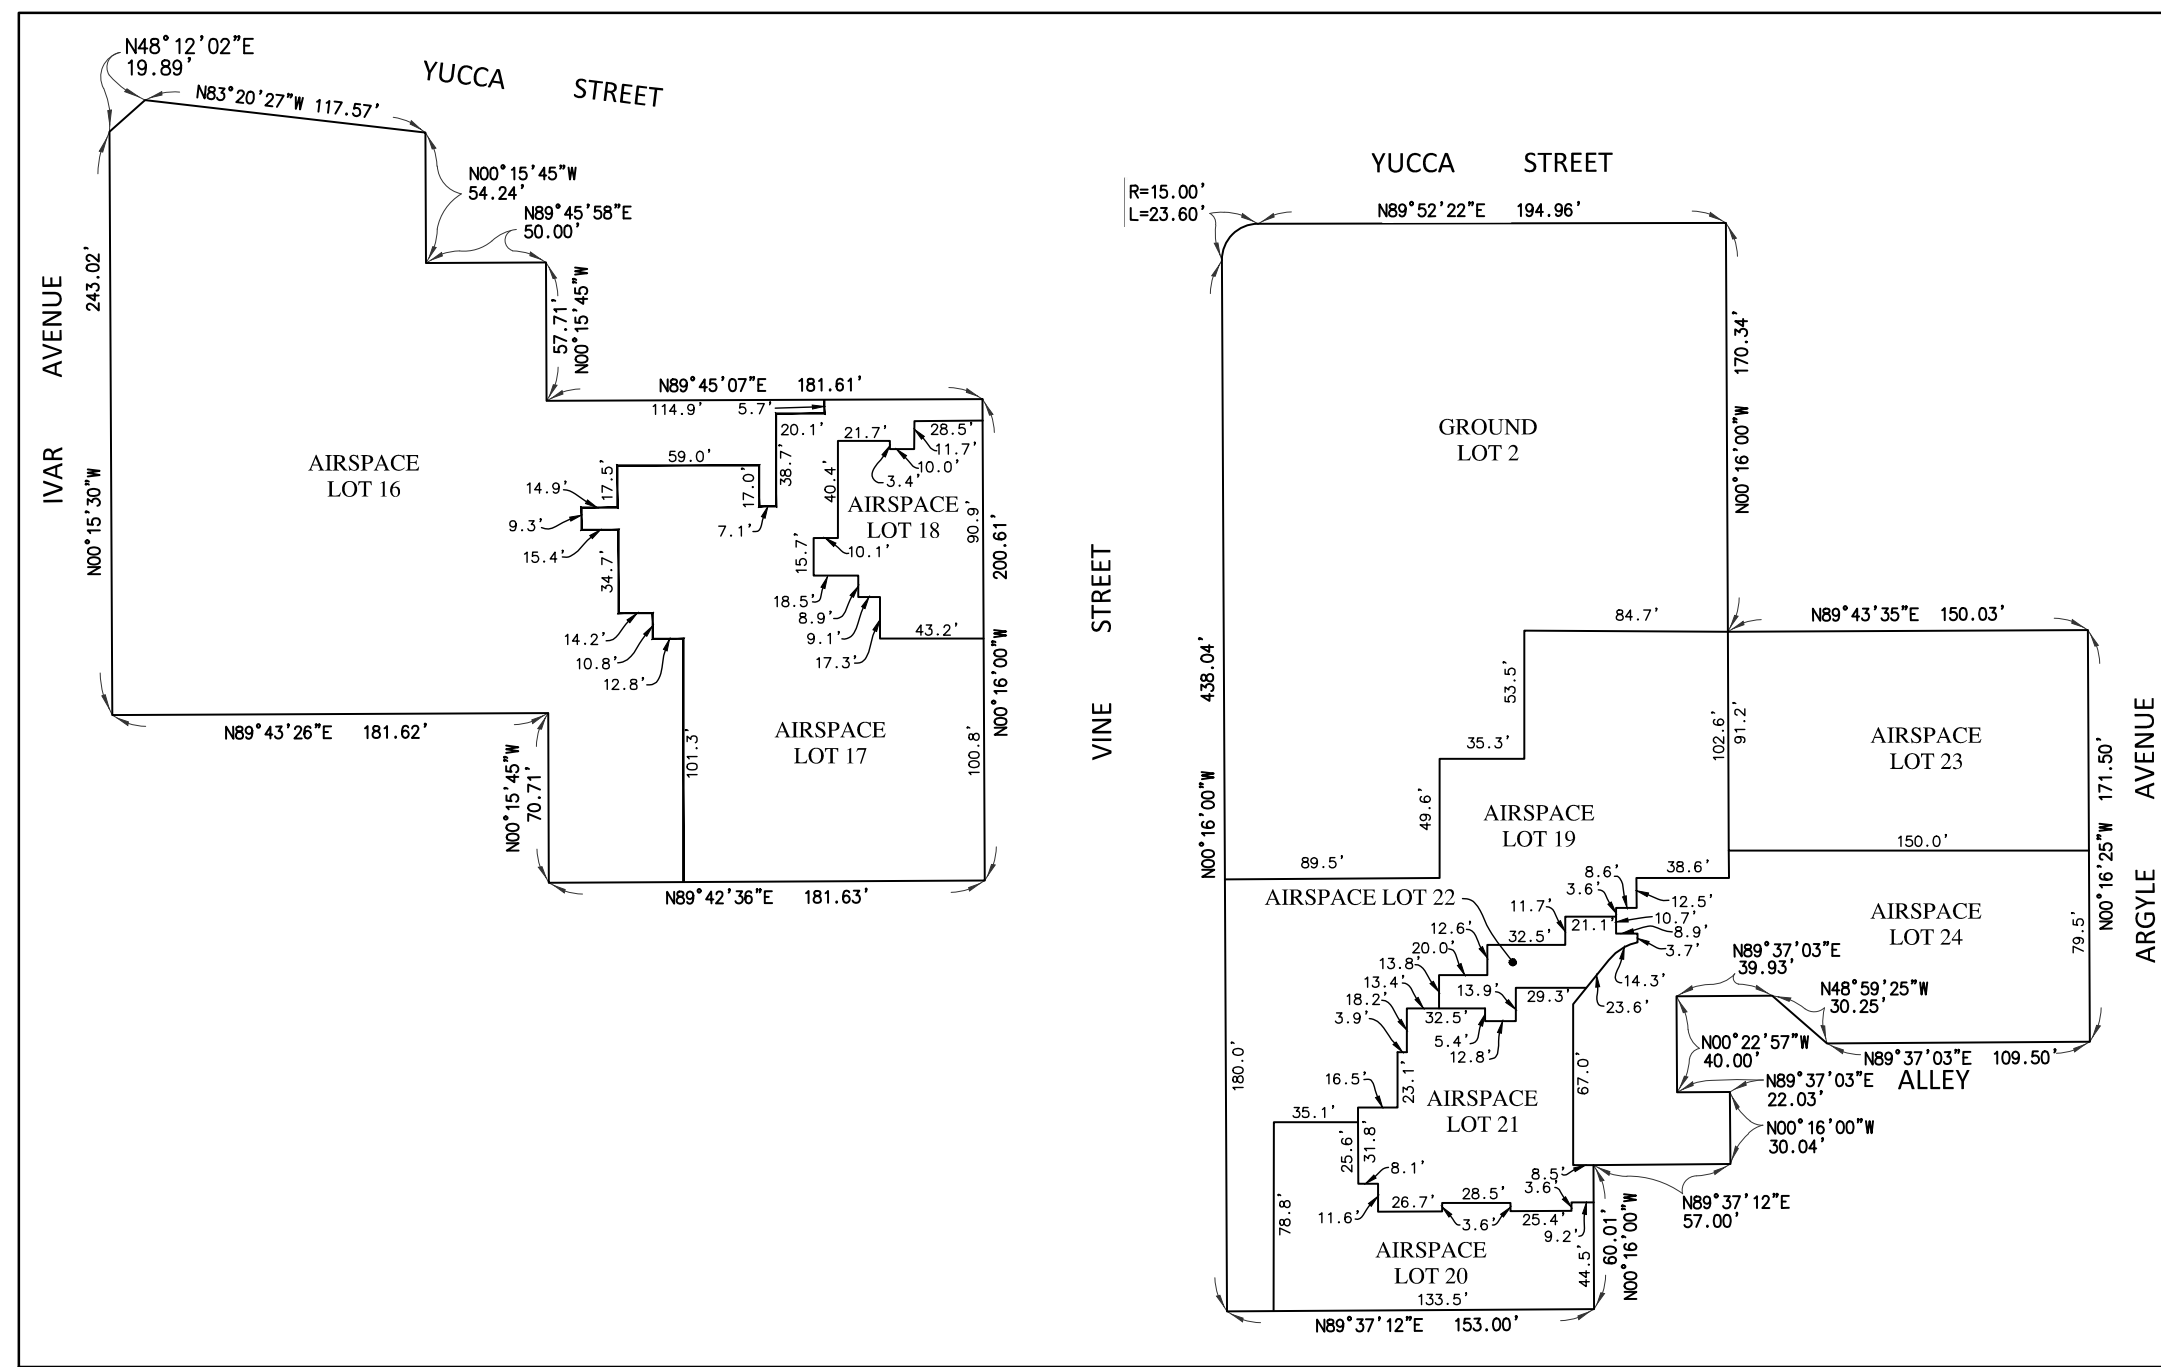 N48°12'02"E
19.89'
N83°20'27"W 117.57'
YUCCA STREET
N00°15'45"W
54.24'
N89°45'58"E
50.00'
243.02'
N00°15'30"W
IVAR AVENUE
57.71'
N00°15'45"W
N89°45'07"E 181.61'
114.9'
5.7'
20.1'
38.7'
21.7'
28.5'
11.7'
10.0'
3.4'
40.4'
59.0'
17.5'
17.0'
7.1'
14.9'
9.3'
15.4'
34.7'
14.2'
10.8'
12.8'
AIRSPACE
LOT 16
AIRSPACE
LOT 18
90.9'
200.61'
N00°16'00"W
15.7'
10.1'
18.5'
8.9'
9.1'
17.3'
43.2'
AIRSPACE
LOT 17
101.3'
100.8'
N89°43'26"E 181.62'
N00°15'45"W
70.71'
N89°42'36"E 181.63'
VINE STREET
YUCCA STREET
R=15.00'
L=23.60'
N89°52'22"E 194.96'
170.34'
N00°16'00"W
GROUND
LOT 2
438.04'
N00°16'00"W
84.7'
N89°43'35"E 150.03'
53.5'
35.3'
49.6'
89.5'
102.6'
91.2'
AIRSPACE
LOT 19
AIRSPACE
LOT 23
171.50'
N00°16'25"W
ARGYLE AVENUE
150.0'
AIRSPACE
LOT 24
79.5'
AIRSPACE LOT 22
38.6'
8.6'
3.6'
12.5'
10.7'
8.9'
3.7'
11.7'
21.1'
12.6'
32.5'
20.0'
13.8'
13.4'
18.2'
3.9'
32.5'
13.9'
29.3'
5.4'
12.8'
14.3'
23.6'
N89°37'03"E
39.93'
N48°59'25"W
30.25'
N00°22'57"W
40.00'
N89°37'03"E 109.50'
ALLEY
N89°37'03"E
22.03'
N00°16'00"W
30.04'
180.0'
16.5'
23.1'
67.0'
AIRSPACE
LOT 21
35.1'
25.6'
31.8'
8.1'
11.6'
26.7'
28.5'
3.6'
25.4'
3.6'
8.5'
9.2'
78.8'
44.5'
60.01'
N00°16'00"W
N89°37'12"E
57.00'
AIRSPACE
LOT 20
133.5'
N89°37'12"E 153.00'